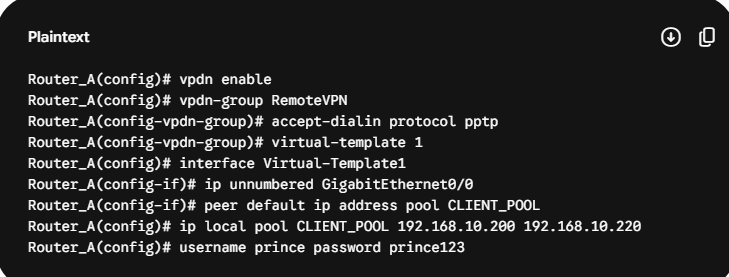 Plaintext
Router_A(config)# vpdn enable
Router_A(config)# vpdn-group RemoteVPN
Router_A(config-vpdn-group)# accept-dialin protocol pptp
Router_A(config-vpdn-group)# virtual-template 1
Router_A(config)# interface Virtual-Template1
Router_A(config-if)# ip unnumbered GigabitEthernet0/0
Router_A(config-if)# peer default ip address pool CLIENT_POOL
Router_A(config)# ip local pool CLIENT_POOL 192.168.10.200 192.168.10.220
Router_A(config)# username prince password prince123